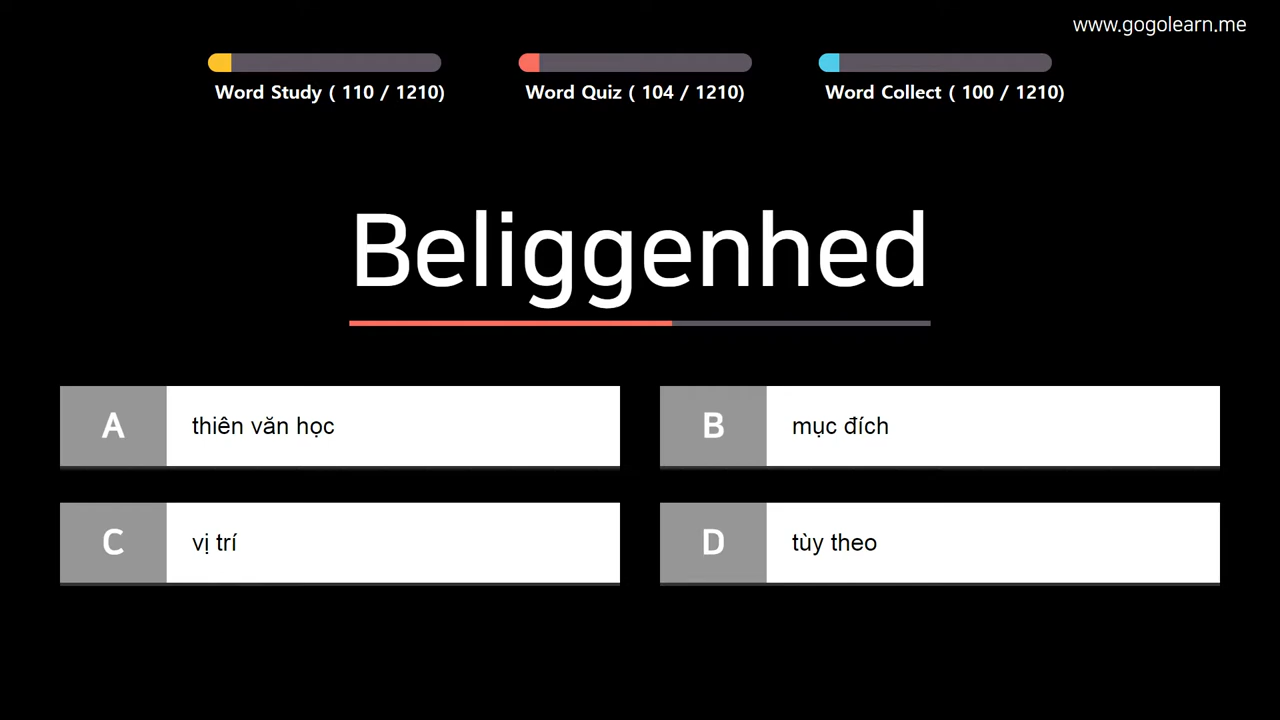 www.gogolearn.me
Word Study ( 110 / 1210)
Word Quiz ( 104 / 1210)
Word Collect ( 100 / 1210)
Beliggenhed
A
thiên văn học
B
mục đích
C
vị trí
D
tùy theo